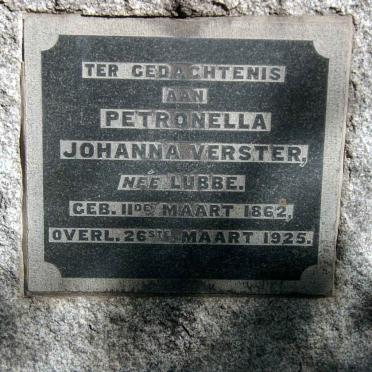 TER GEDACHTENIS
AAN
PETRONELLA
JOHANNA VERSTER,
NÉE LUBBE.
GEB. 11DE MAART 1862,
OVERL. 26STE MAART 1925.